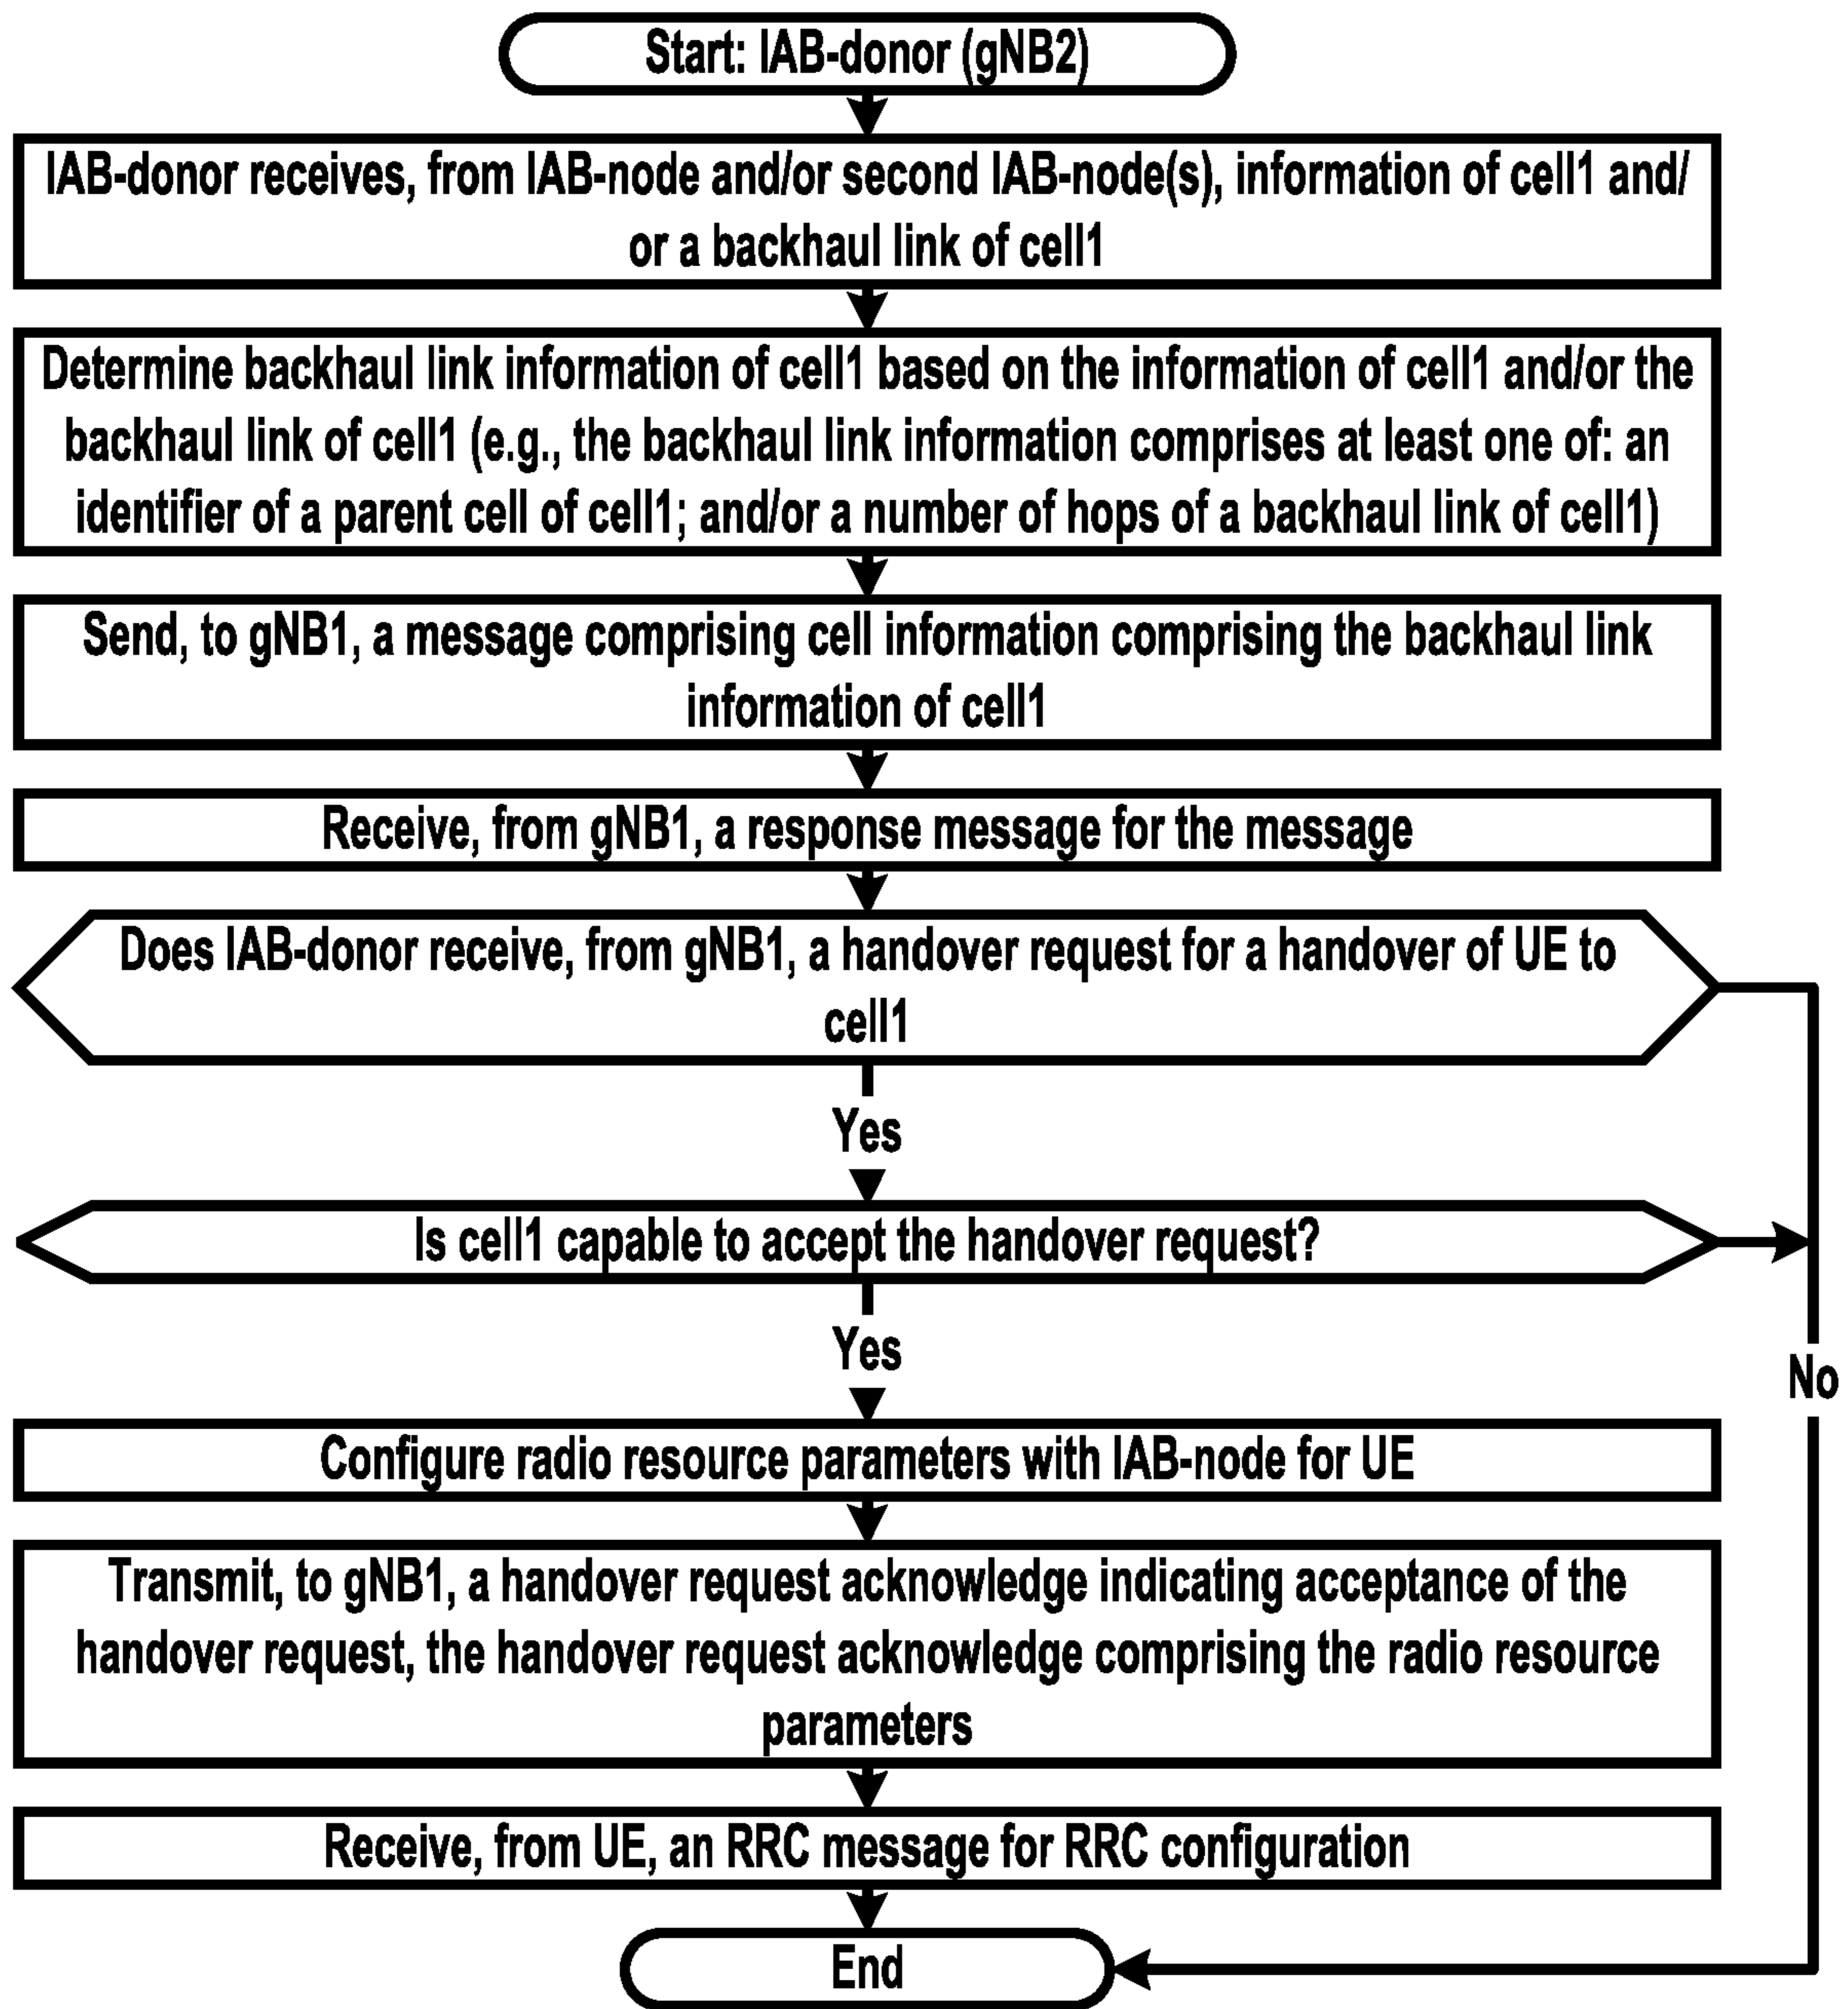 Start: IAB-donor (gNB2)
IAB-donor receives, from IAB-node and/or second IAB-node(s), information of cell1 and/
or a backhaul link of cell1
Determine backhaul link information of cell1 based on the information of cell1 and/or the
backhaul link of cell1 (e.g., the backhaul link information comprises at least one of: an
identifier of a parent cell of cell1; and/or a number of hops of a backhaul link of cell1)
Send, to gNB1, a message comprising cell information comprising the backhaul link
information of cell1
Receive, from gNB1, a response message for the message
Does IAB-donor receive, from gNB1, a handover request for a handover of UE to
cell1
Yes
Is cell1 capable to accept the handover request?
Yes
No
Configure radio resource parameters with IAB-node for UE
Transmit, to gNB1, a handover request acknowledge indicating acceptance of the
handover request, the handover request acknowledge comprising the radio resource
parameters
Receive, from UE, an RRC message for RRC configuration
End